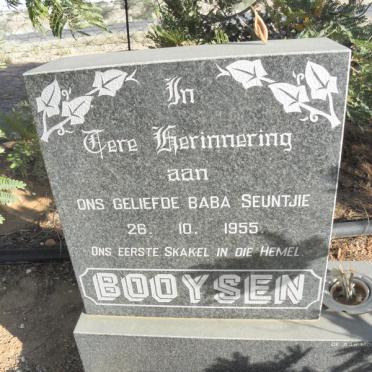 In
Tere Herinnering
aan
ONS GELIEFDE BABA SEUNTJIE
26. 10. 1955.
ONS EERSTE SKAKEL IN DIE HEMEL
BOOYSEN